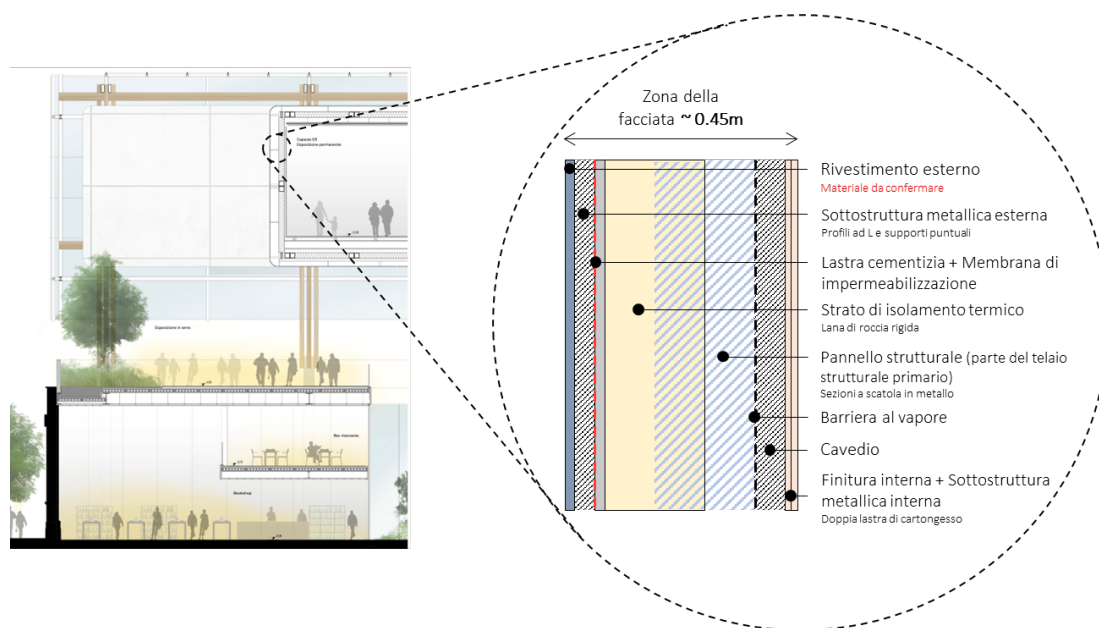 Zona della
facciata ~ 0.45m
Rivestimento esterno
Materiale da confermare
Sottostruttura metallica esterna
Profili ad L e supporti puntuali
Lastra cementizia + Membrana di
impermeabilizzazione
Strato di isolamento termico
Lana di roccia rigida
Pannello strutturale (parte del telaio
strutturale primario)
Sezioni a scatola in metallo
Barriera al vapore
Cavedio
Finitura interna + Sottostruttura
metallica interna
Doppia lastra di cartongesso
Esposizione permanente
Esposizione in serra
Bar ristorante
Bookshop